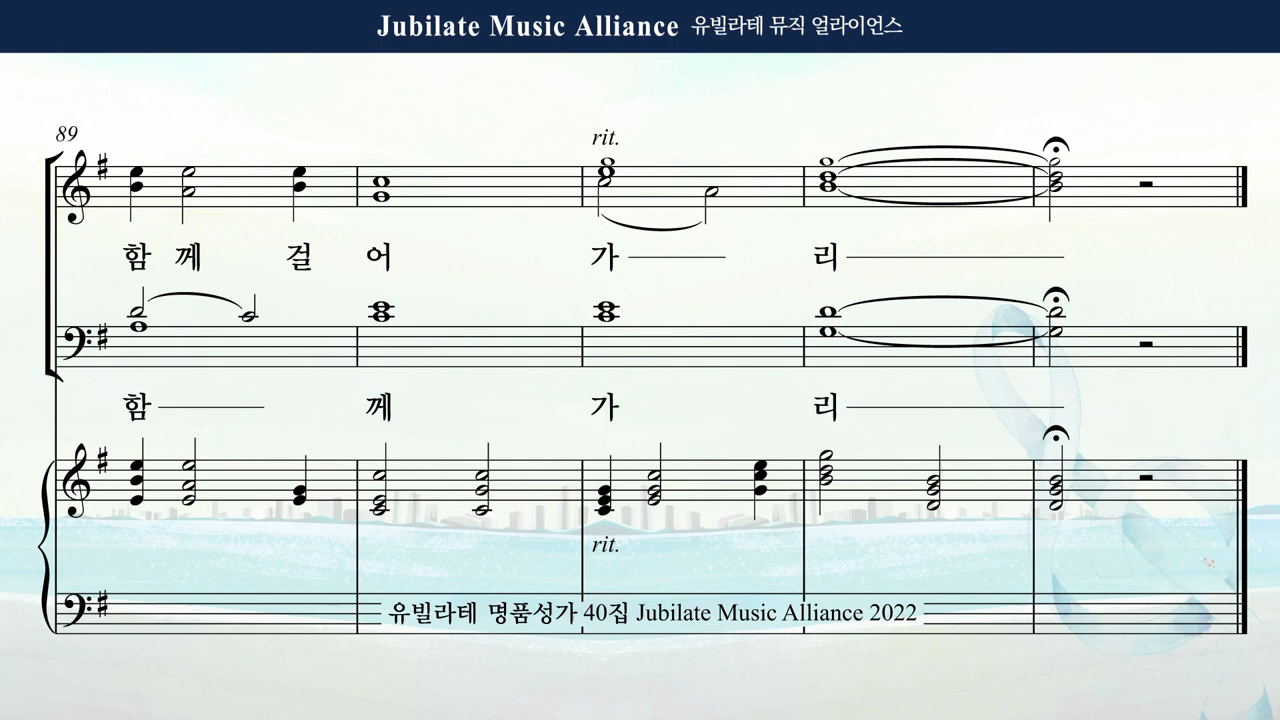 Jubilate Music Alliance 유빌라테 뮤직 얼라이언스
89
rit.
함 께 걸 어 가 리
함 께 가 리
rit.
유빌라테 명품성가 40집 Jubilate Music Alliance 2022